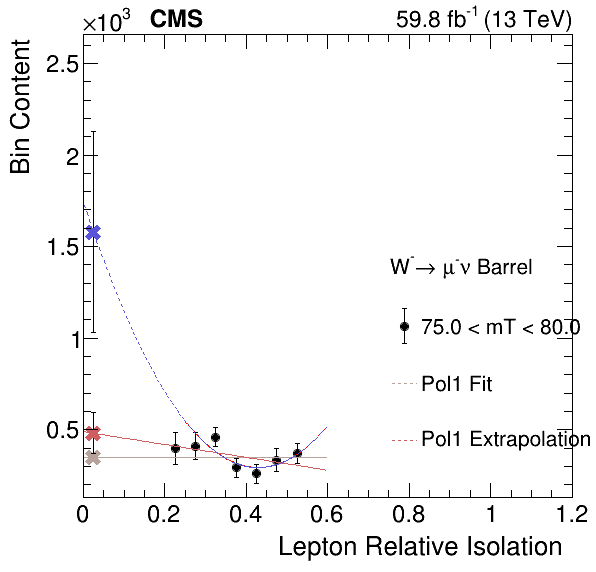 ×10³ CMS 59.8 fb⁻¹ (13 TeV)
Bin Content
2.5
2
1.5
1
0.5
W⁻→ μ⁻ν Barrel
75.0 < mT < 80.0
Pol1 Fit
Pol1 Extrapolation
0 0.2 0.4 0.6 0.8 1 1.2
Lepton Relative Isolation